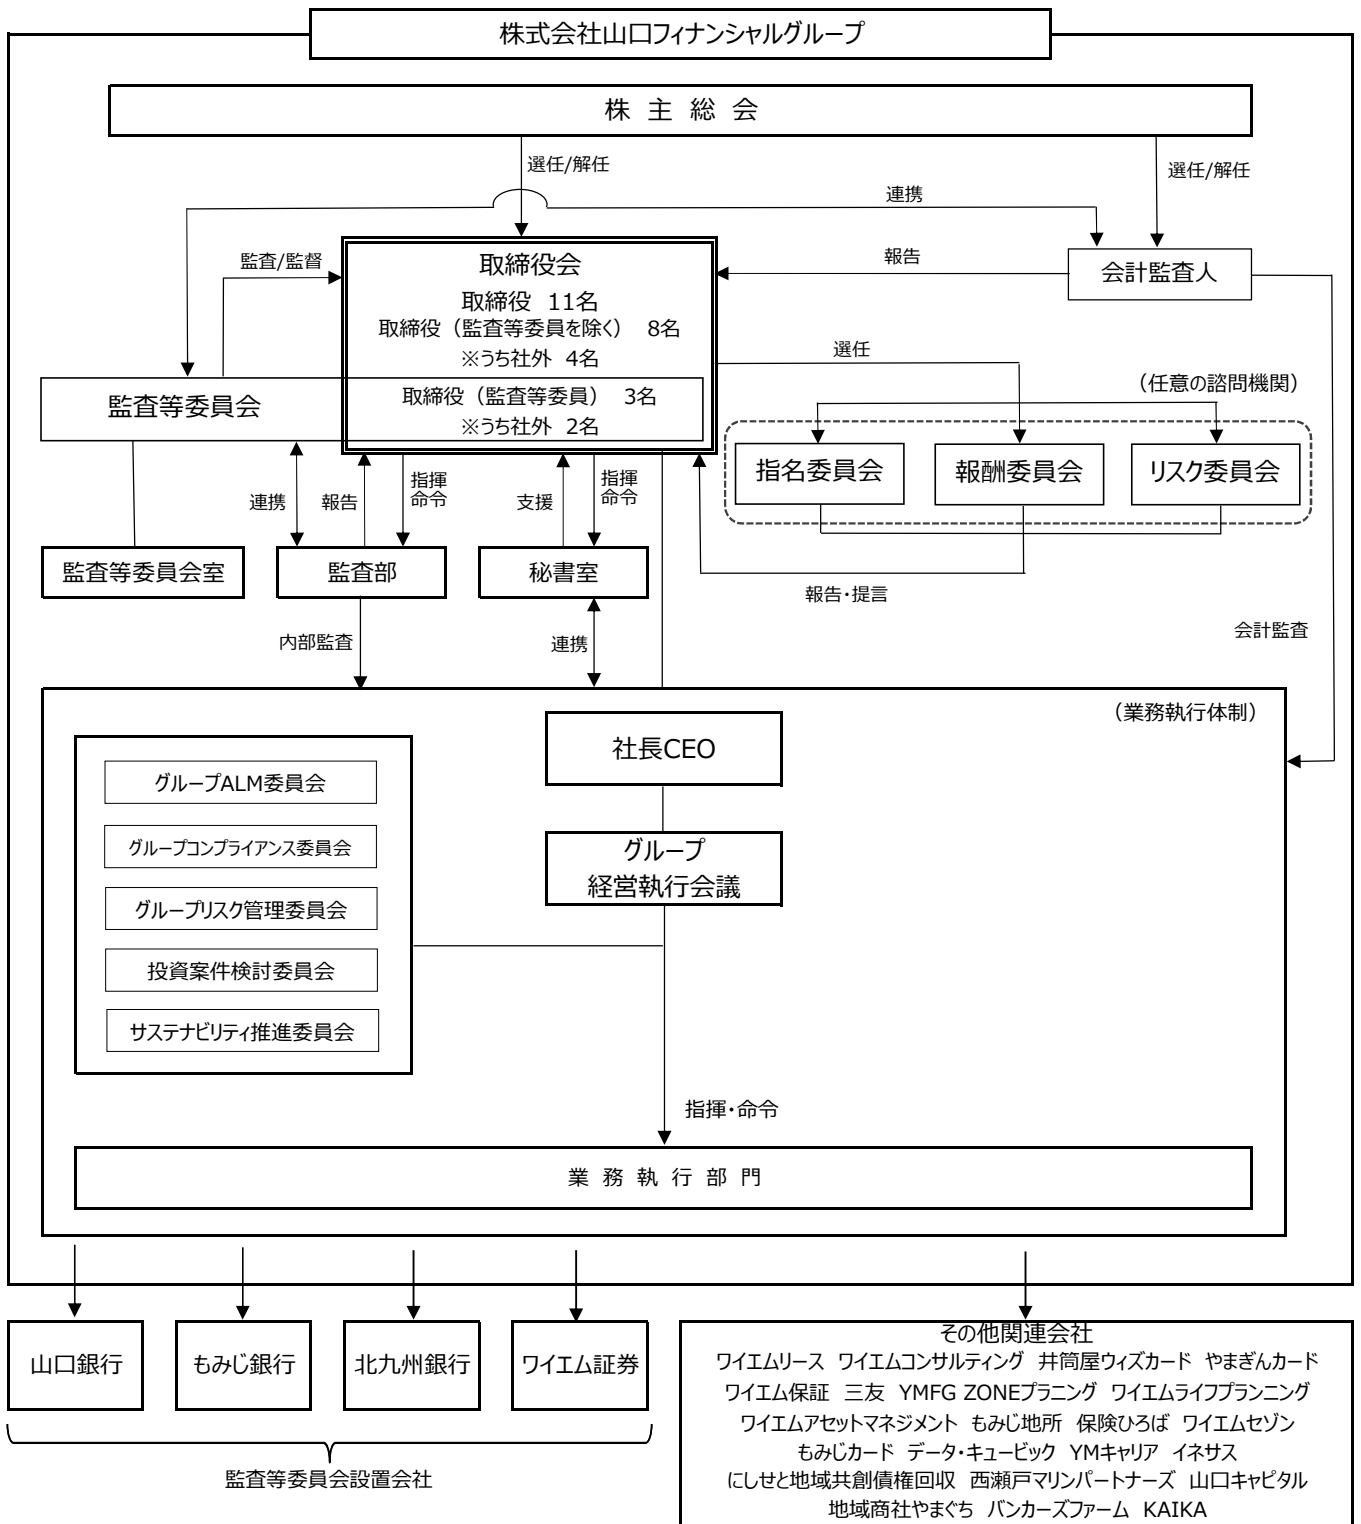 株式会社山口フィナンシャルグループ
株 主 総 会
選任/解任
選任/解任
連携
監査/監督
取締役会
報告
会計監査人
取締役 11名
取締役（監査等委員を除く） 8名
※うち社外 4名
選任
（任意の諮問機関）
監査等委員会
取締役（監査等委員） 3名
※うち社外 2名
指名委員会
報酬委員会
リスク委員会
連携
報告
指揮
命令
支援
指揮
命令
監査等委員会室
監査部
秘書室
報告・提言
内部監査
連携
会計監査
（業務執行体制）
社長CEO
グループALM委員会
グループコンプライアンス委員会
グループリスク管理委員会
投資案件検討委員会
サステナビリティ推進委員会
グループ
経営執行会議
指揮・命令
業 務 執 行 部 門
山口銀行
もみじ銀行
北九州銀行
ワイエム証券
監査等委員会設置会社
その他関連会社
ワイエムリース ワイエムコンサルティング 井筒屋ウィズカード やまぎんカード
ワイエム保証 三友 YMFG ZONEプラニング ワイエムライフプランニング
ワイエムアセットマネジメント もみじ地所 保険ひろば ワイエムセゾン
もみじカード データ・キュービック YMキャリア イネサス
にしせと地域共創債権回収 西瀬戸マリンパートナーズ 山口キャピタル
地域商社やまぐち バンカーズファーム KAIKA